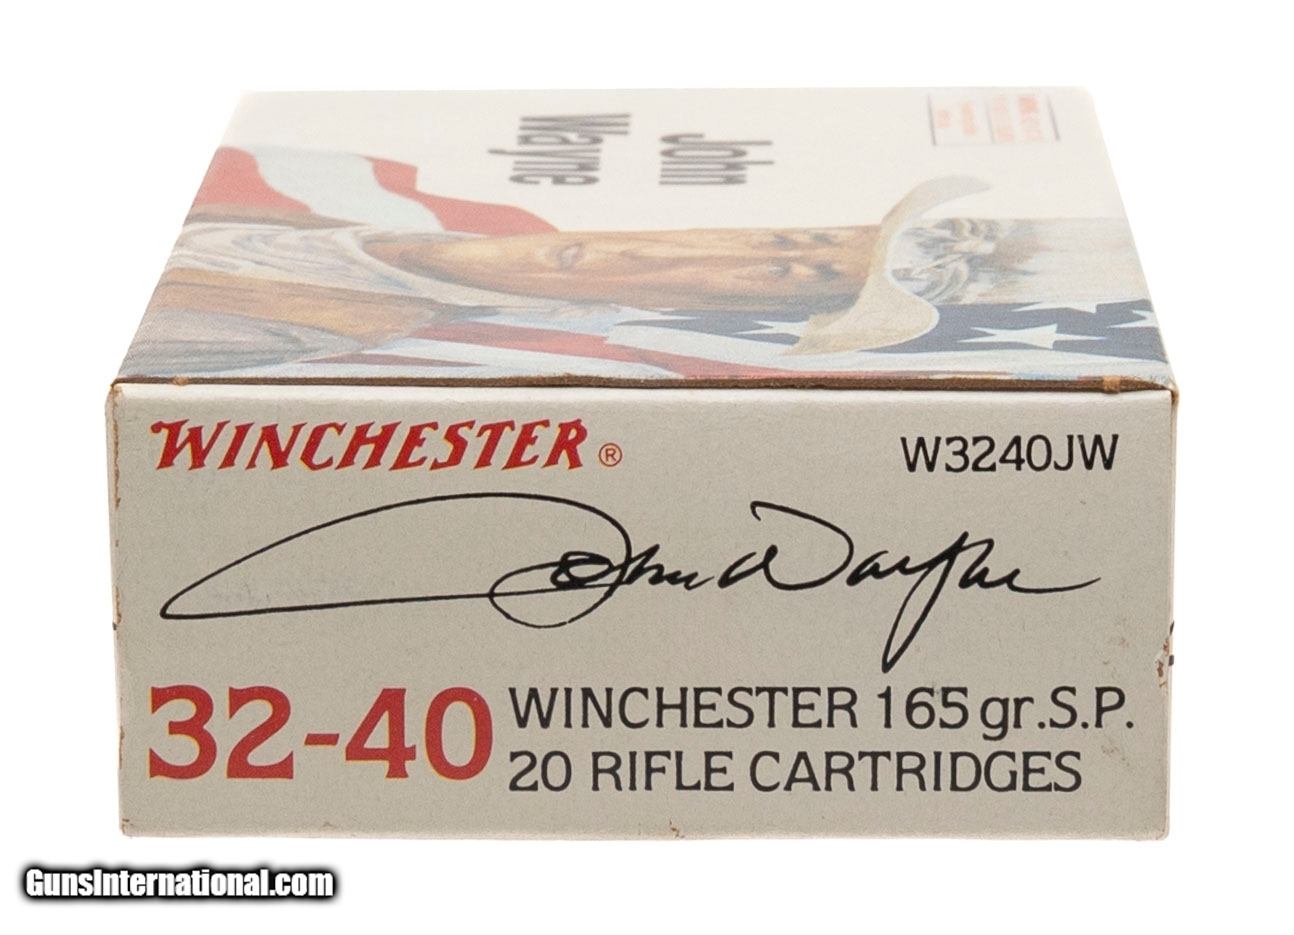 John
Wayne
WINCHESTER®
W3240JW
John Wayne
32-40
WINCHESTER 165 gr. S.P.
20 RIFLE CARTRIDGES
GunsInternational.com